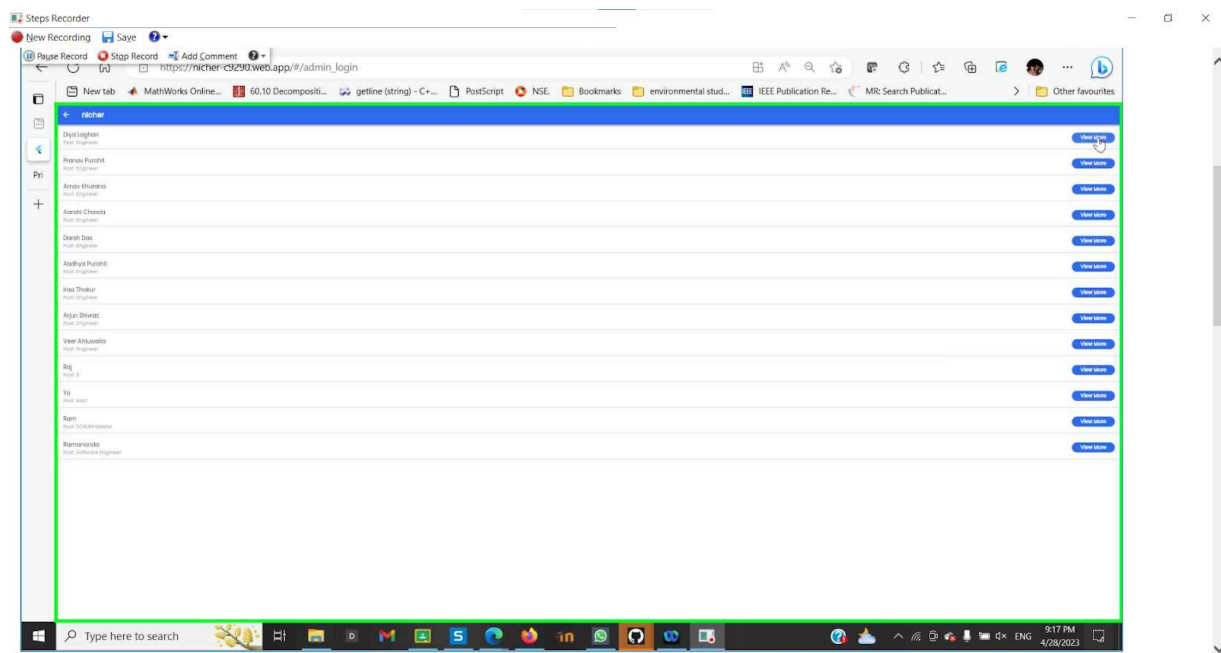 Steps Recorder
New Recording Save
Pause Record Stop Record Add Comment
https://nicher-c9290.web.app/#/admin_login
New tab MathWorks Online... 60.10 Decompositi... getline (string) - C+... PostScript NSE. Bookmarks environmental stud... IEEE Publication Re... MR: Search Publicat... Other favourites
nicher
Diya Laghari View More
Post: Engineer
Pranav Purohit View More
Post: Engineer
Pri
Arnav Khurana View More
Post: Engineer
Aarohi Chawla View More
Post: Engineer
Darsh Das View More
Post: Engineer
Aadhya Purohit View More
Post: Engineer
Thakur View More
Post: Engineer
Arjun Biswas View More
Post: Engineer
Veer Ahluwalia View More
Post: Engineer
Raj View More
Post:
Yo View More
Post:
Ram View More
Post: SCRUM Master
Ramananda View More
Post: Software Engineer
Type here to search
ENG 9:17 PM
4/28/2023